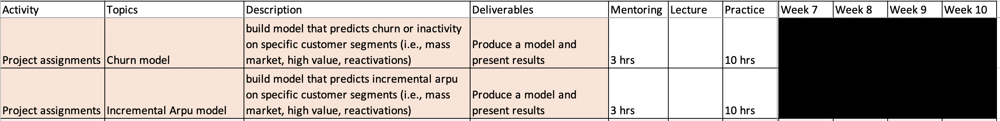 Activity Topics Description Deliverables Mentoring Lecture Practice Week 7 Week 8 Week 9 Week 10
build model that predicts churn or inactivity
on specific customer segments (i.e., mass Produce a model and
Project assignments Churn model market, high value, reactivations) present results 3 hrs 10 hrs
build model that predicts incremental arpu
on specific customer segments (i.e., mass Produce a model and
Project assignments Incremental Arpu model market, high value, reactivations) present results 3 hrs 10 hrs